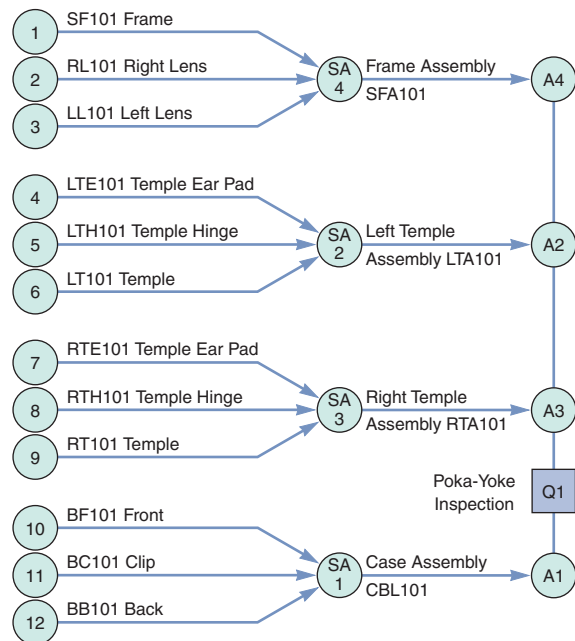 1 SF101 Frame
2 RL101 Right Lens
3 LL101 Left Lens
SA
4
Frame Assembly
SFA101
A4
4 LTE101 Temple Ear Pad
5 LTH101 Temple Hinge
6 LT101 Temple
SA
2
Left Temple
Assembly LTA101
A2
7 RTE101 Temple Ear Pad
8 RTH101 Temple Hinge
9 RT101 Temple
SA
3
Right Temple
Assembly RTA101
A3
Poka-Yoke
Inspection
Q1
10 BF101 Front
11 BC101 Clip
12 BB101 Back
SA
1
Case Assembly
CBL101
A1